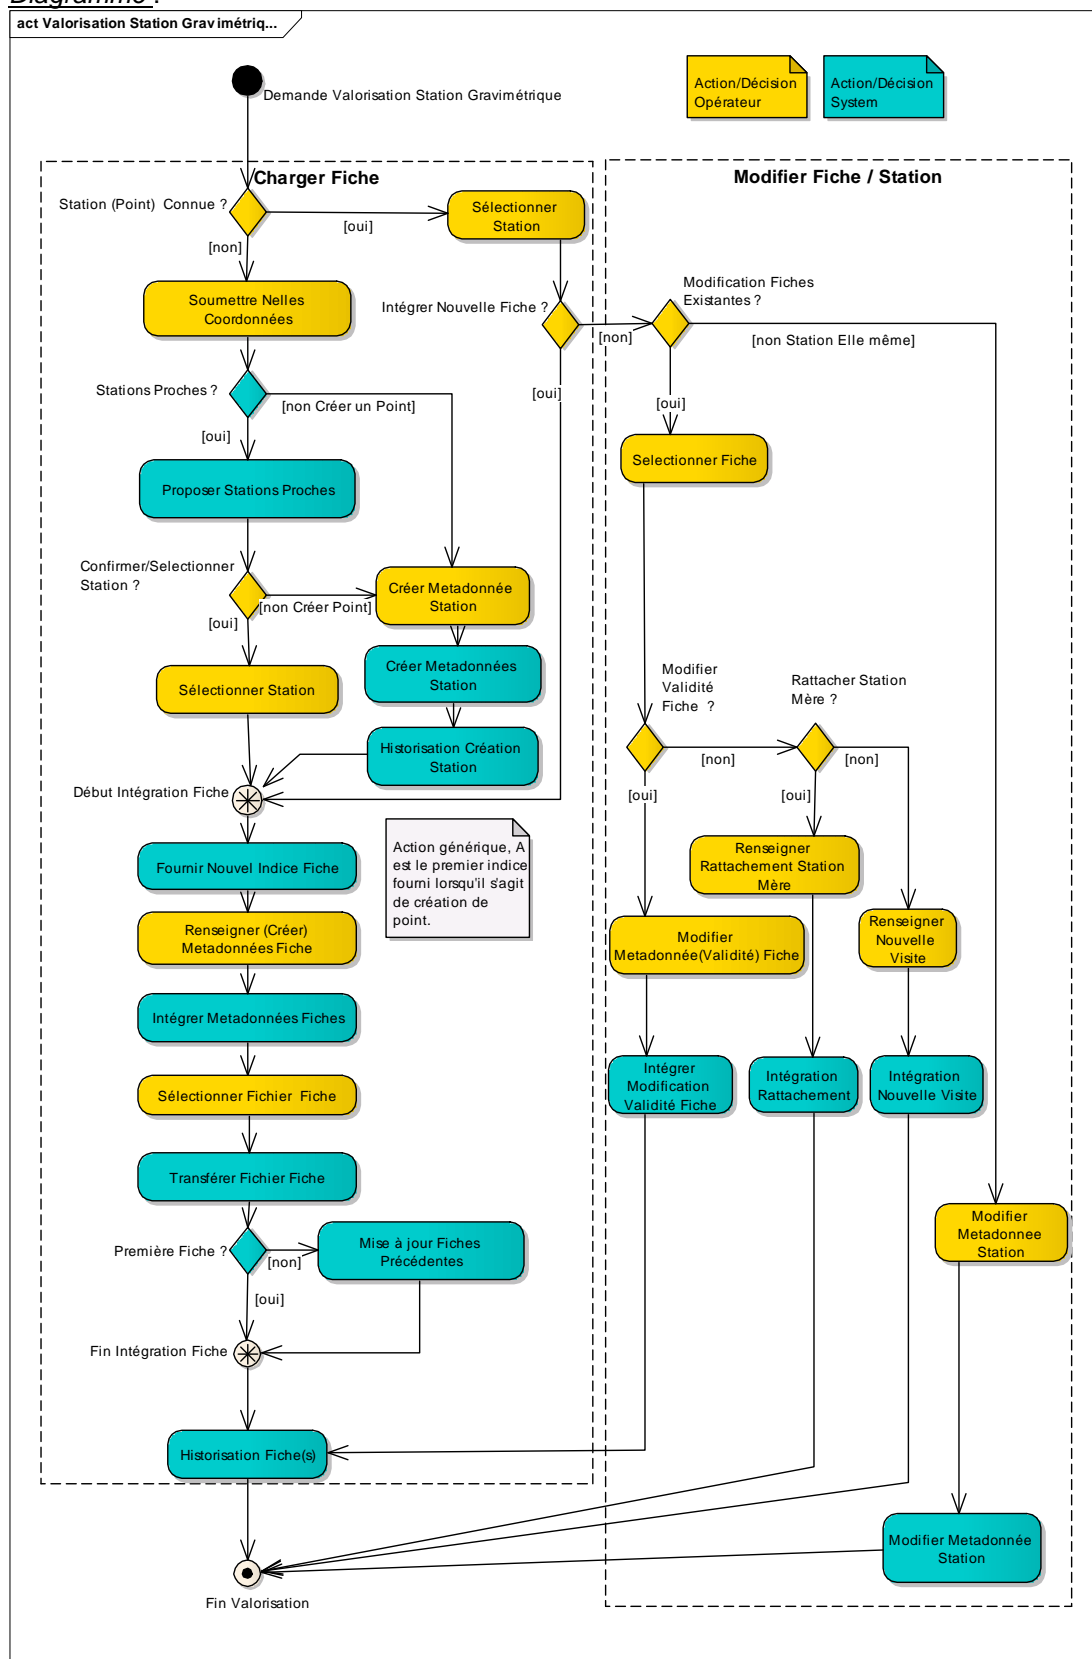 Diagramme :
act Valorisation Station Gravimétriq...
Demande Valorisation Station Gravimétrique
Action/Décision
Opérateur
Action/Décision
System
Charger Fiche
Modifier Fiche / Station
Station (Point)  Connue ?
[oui]
[non]
Sélectionner
Station
Soumettre Nelles
Coordonnées
Intégrer Nouvelle Fiche ?
[non]
[oui]
Modification Fiches
Existantes ?
[non Station Elle même]
[oui]
Stations Proches ?
[non Créer un Point]
[oui]
Selectionner Fiche
Proposer Stations Proches
Confirmer/Selectionner
Station ?
[non Créer Point]
[oui]
Créer Metadonnée
Station
Créer Metadonnées
Station
Sélectionner Station
Historisation Création
Station
Modifier
Validité
Fiche  ?
[non]
[oui]
Rattacher Station
Mère ?
[non]
[oui]
Début Intégration Fiche
Action générique, A
est le premier indice
fourni lorsqu'il s'agit
de création de
point.
Fournir Nouvel Indice Fiche
Renseigner (Créer)
Metadonnées Fiche
Intégrer Metadonnées Fiches
Sélectionner Fichier  Fiche
Transférer Fichier Fiche
Renseigner
Rattachement Station
Mère
Modifier
Metadonnée(Validité) Fiche
Renseigner
Nouvelle
Visite
Intégrer
Modification
Validité Fiche
Intégration
Rattachement
Intégration
Nouvelle Visite
Première Fiche ?
[non]
[oui]
Mise à jour Fiches
Précédentes
Modifier
Metadonnee
Station
Fin Intégration Fiche
Historisation Fiche(s)
Modifier Metadonnée
Station
Fin Valorisation